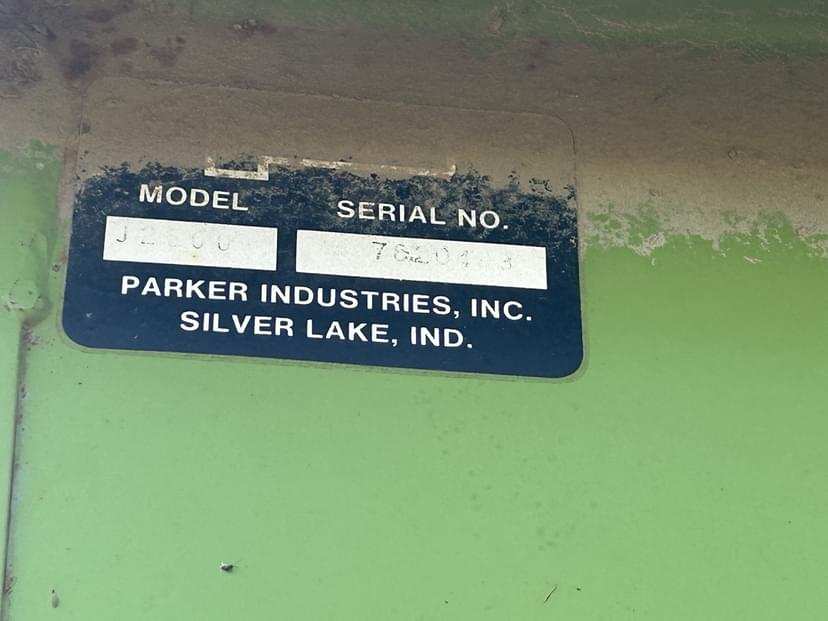 MODEL
SERIAL NO.
PARKER INDUSTRIES, INC.
SILVER LAKE, IND.